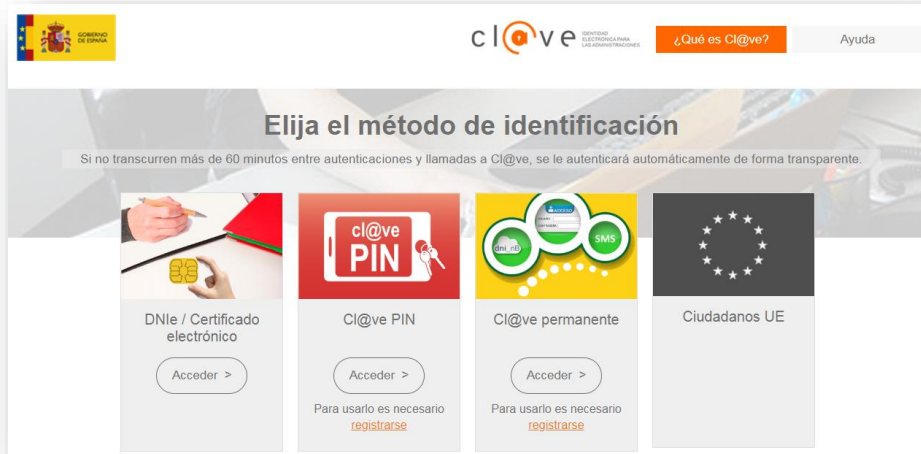 GOBIERNO
DE ESPAÑA
cl@ve
IDENTIDAD
ELECTRÓNICA PARA
LAS ADMINISTRACIONES
¿Qué es Cl@ve?
Ayuda
Elija el método de identificación
Si no transcurren más de 60 minutos entre autenticaciones y llamadas a Cl@ve, se le autenticará automáticamente de forma transparente.
cl@ve
PIN
SMS
DNIe / Certificado
electrónico
Acceder >
Cl@ve PIN
Acceder >
Para usarlo es necesario
registrarse
Cl@ve permanente
Acceder >
Para usarlo es necesario
registrarse
Ciudadanos UE